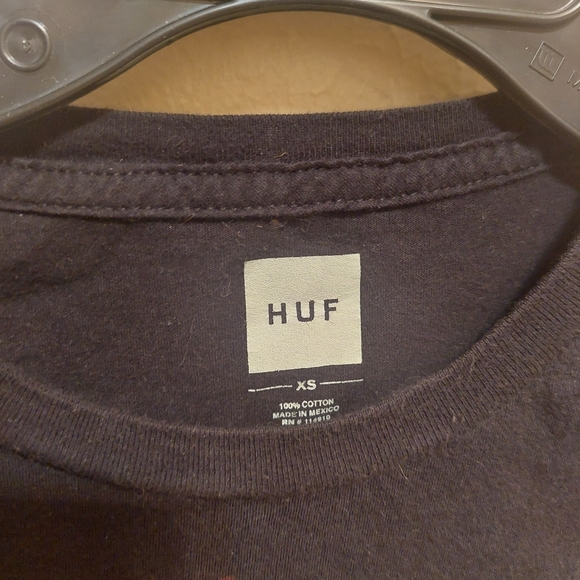 HUF
XS
100% COTTON
MADE IN MEXICO
RN #